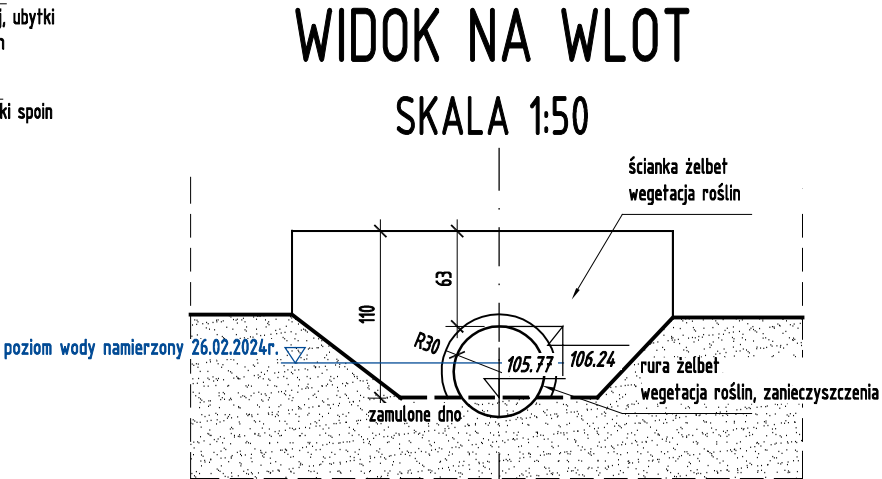 ubytki
ki spoin
WIDOK NA WLOT
SKALA 1:50
ścianka żelbet
wegetacja roślin
63
110
R30
poziom wody namierzony 26.02.2024r.
105.77
106.24
rura żelbet
wegetacja roślin, zanieczyszczenia
zamulone dno